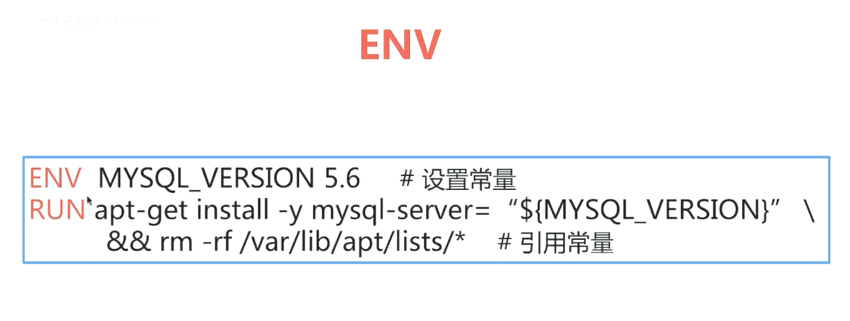 ENV
ENV MYSQL_VERSION 5.6 # 设置常量
RUN apt-get install -y mysql-server= “${MYSQL_VERSION}” \
&& rm -rf /var/lib/apt/lists/* # 引用常量